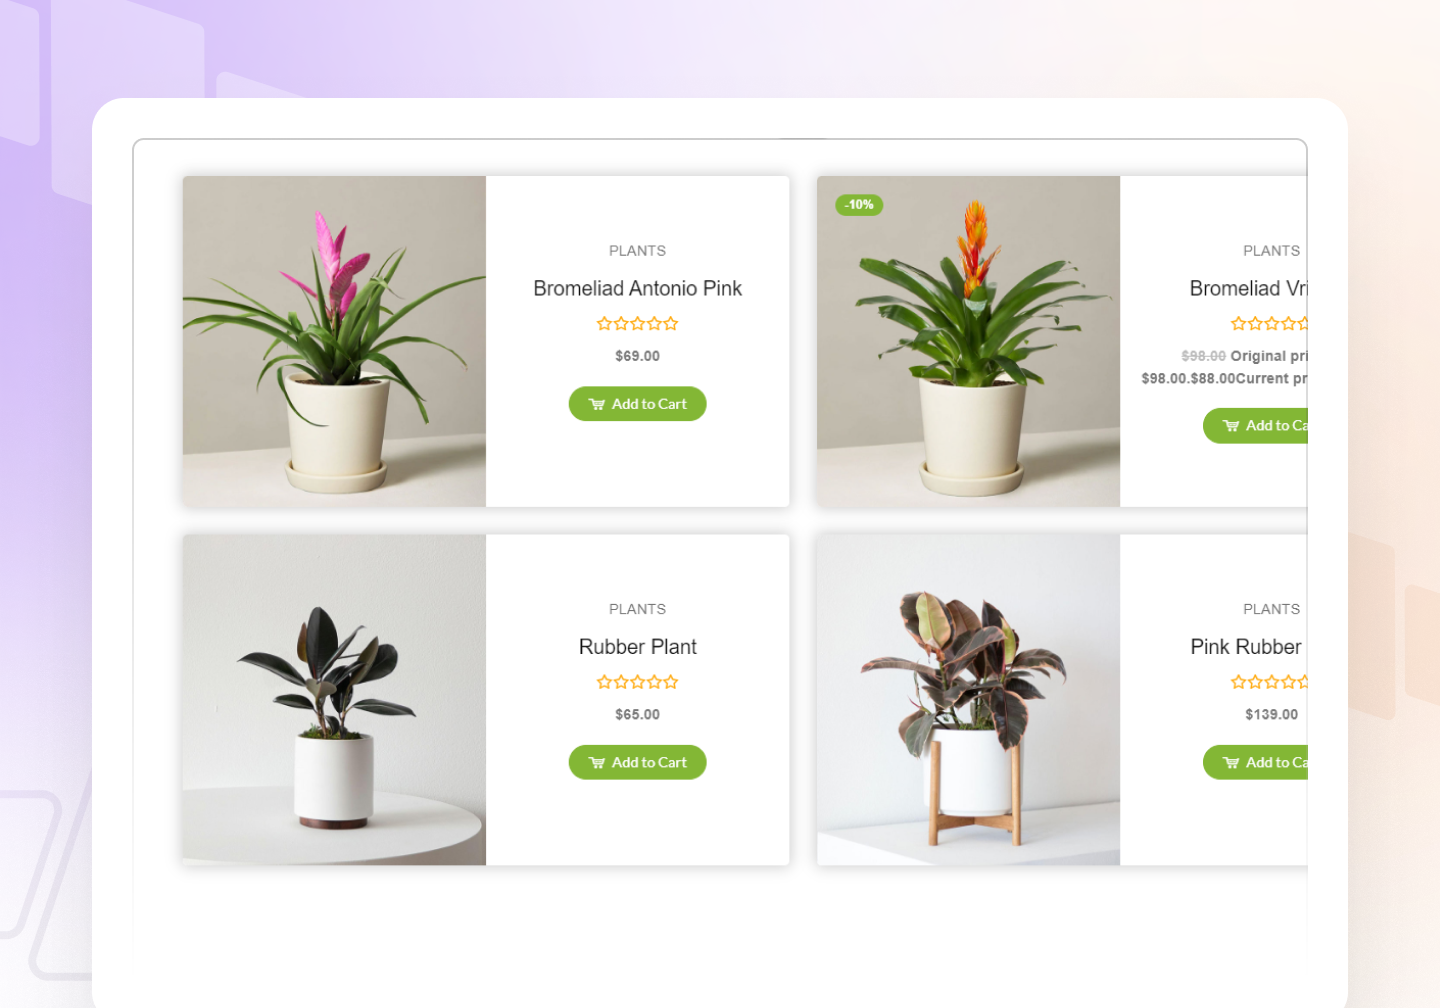 PLANTS
Bromeliad Antonio Pink
$69.00
Add to Cart
-10%
PLANTS
Bromeliad Vri
$98.00 Original pri
$98.00.$88.00Current pr
Add to Ca
PLANTS
Rubber Plant
$65.00
Add to Cart
PLANTS
Pink Rubber
$139.00
Add to Ca